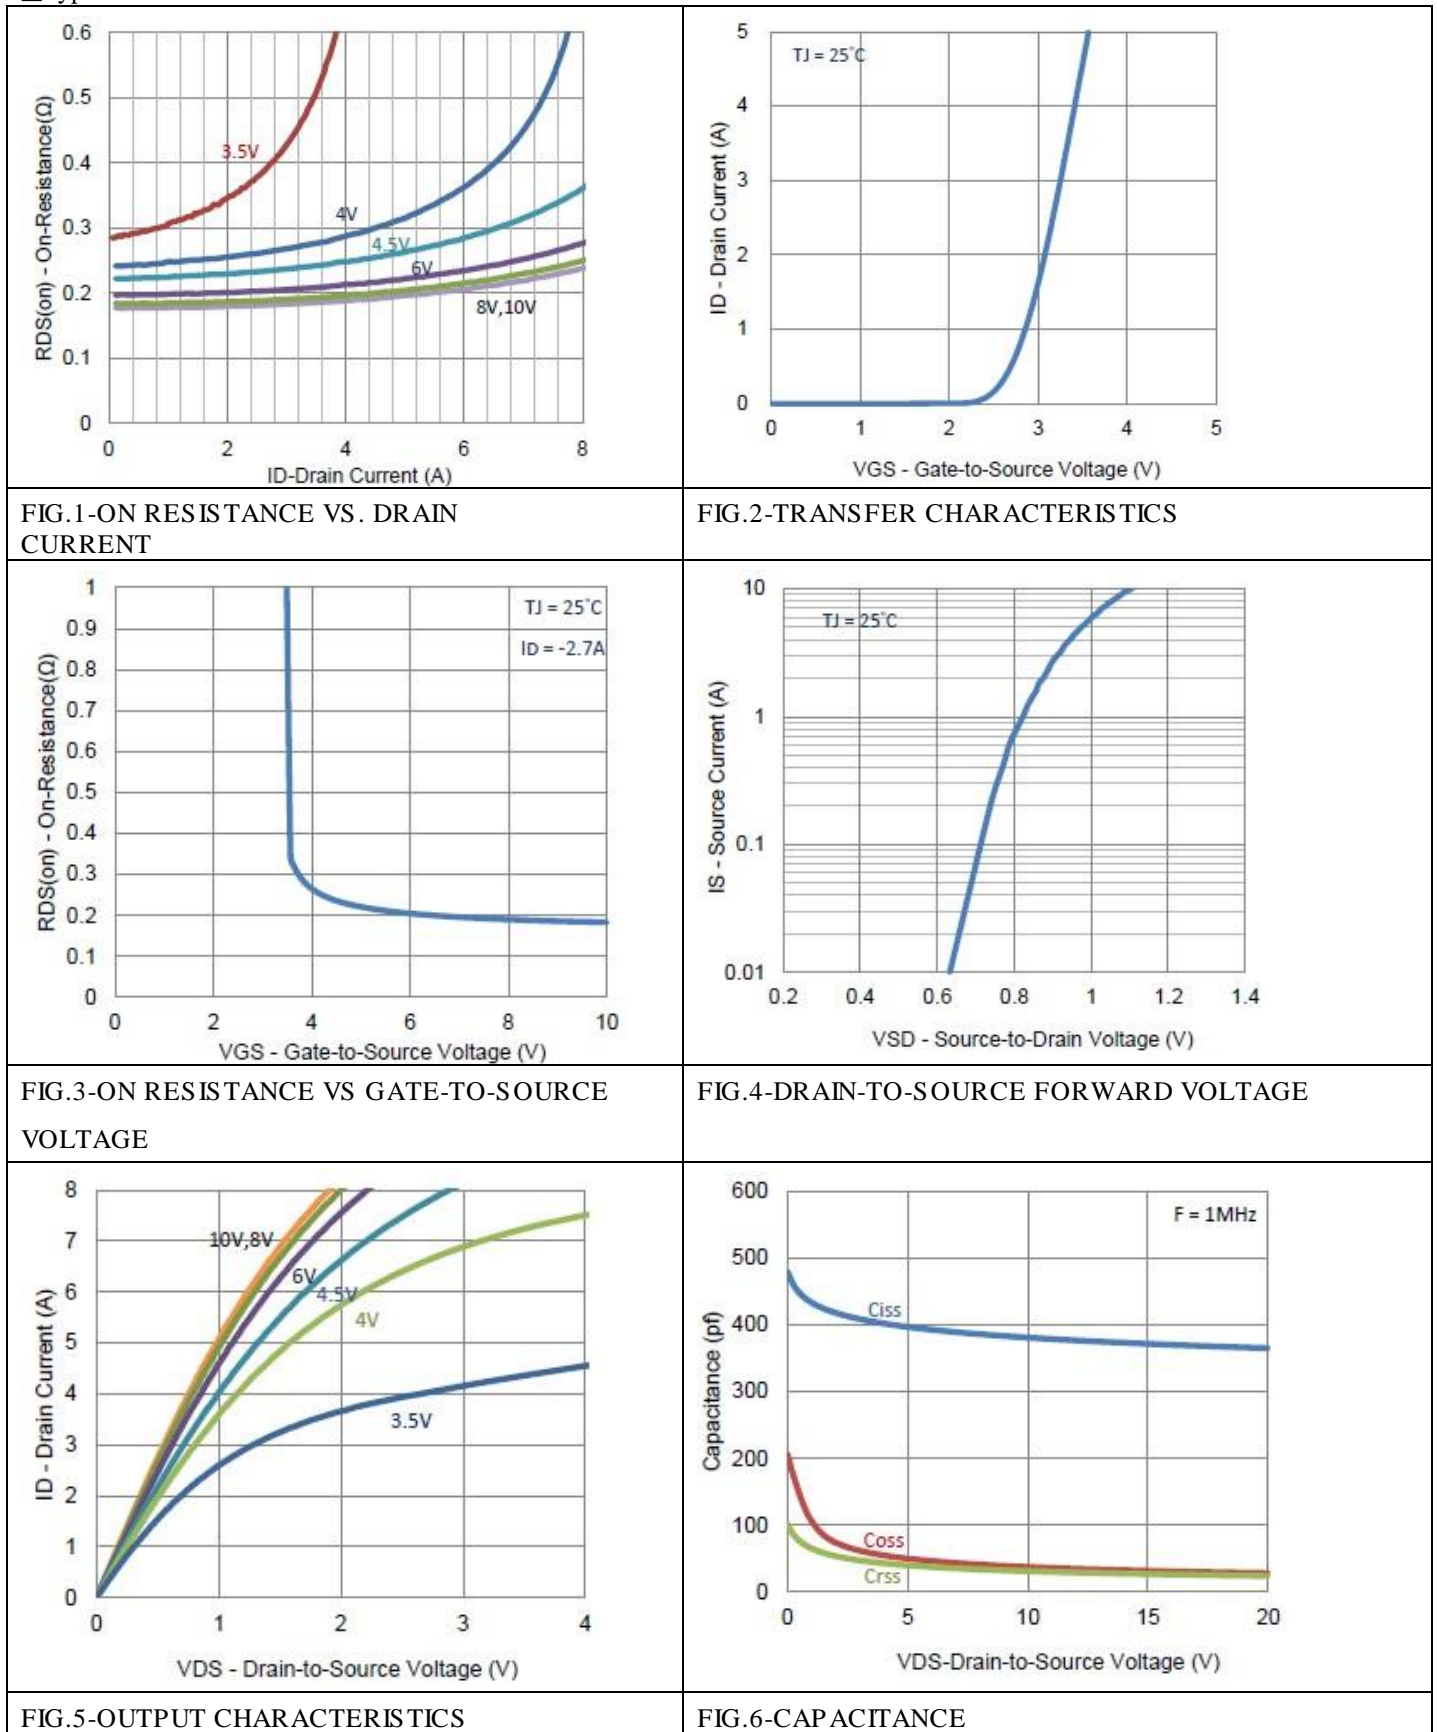 0.6
0.5
0.4
0.3
0.2
0.1
0
RDS(on) - On-Resistance(Ω)
3.5V
4V
4.5V
6V
8V,10V
0 2 4 6 8
ID-Drain Current (A)
5
4
3
2
1
0
ID - Drain Current (A)
TJ = 25°C
0 1 2 3 4 5
VGS - Gate-to-Source Voltage (V)
FIG.1-ON RESISTANCE VS. DRAIN
CURRENT
FIG.2-TRANSFER CHARACTERISTICS
1
0.9
0.8
0.7
0.6
0.5
0.4
0.3
0.2
0.1
0
RDS(on) - On-Resistance(Ω)
TJ = 25°C
ID = -2.7A
0 2 4 6 8 10
VGS - Gate-to-Source Voltage (V)
10
1
0.1
0.01
IS - Source Current (A)
TJ = 25°C
0.2 0.4 0.6 0.8 1 1.2 1.4
VSD - Source-to-Drain Voltage (V)
FIG.3-ON RESISTANCE VS GATE-TO-SOURCE
VOLTAGE
FIG.4-DRAIN-TO-SOURCE FORWARD VOLTAGE
8
7
6
5
4
3
2
1
0
ID - Drain Current (A)
10V,8V
6V
4.5V
4V
3.5V
0 1 2 3 4
VDS - Drain-to-Source Voltage (V)
600
500
400
300
200
100
0
Capacitance (pf)
F = 1MHz
Ciss
Coss
Crss
0 5 10 15 20
VDS-Drain-to-Source Voltage (V)
FIG.5-OUTPUT CHARACTERISTICS
FIG.6-CAPACITANCE